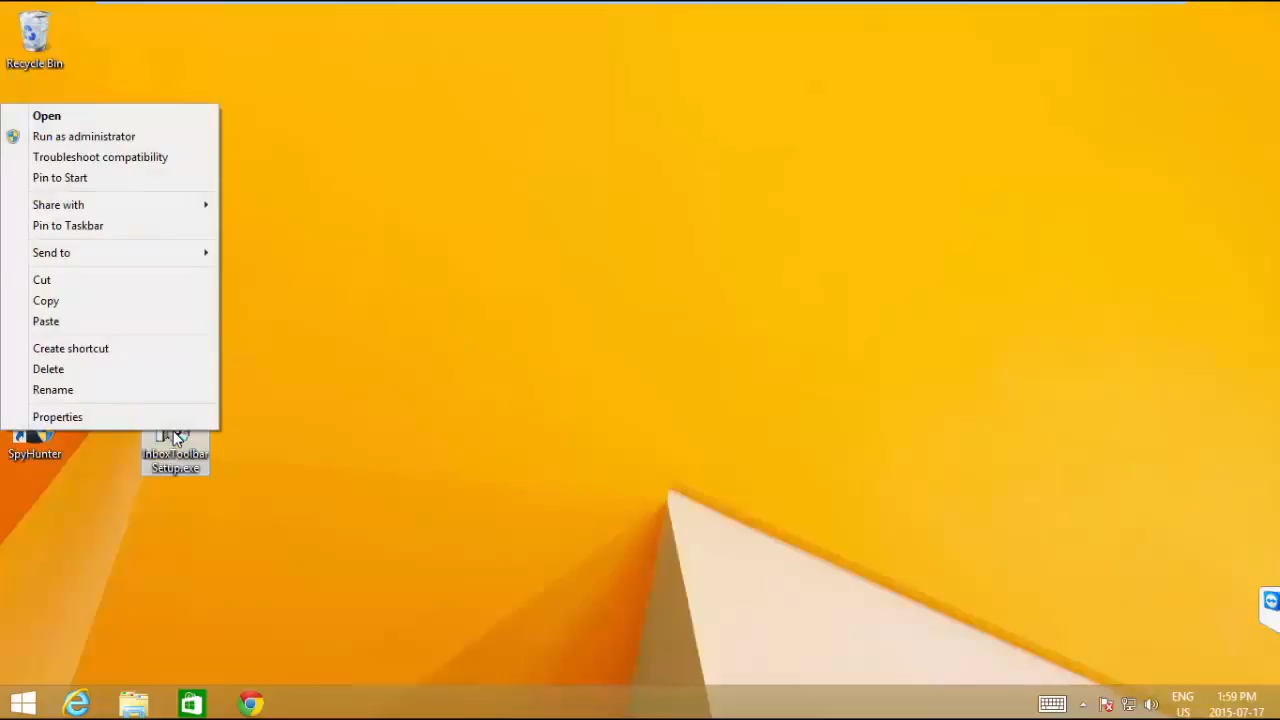 Recycle Bin
Open
Run as administrator
Troubleshoot compatibility
Pin to Start
Share with
Pin to Taskbar
Send to
Cut
Copy
Paste
Create shortcut
Delete
Rename
Properties
SpyHunter
InboxToolbar
Setup.exe
ENG
US
1:59 PM
2015-07-17